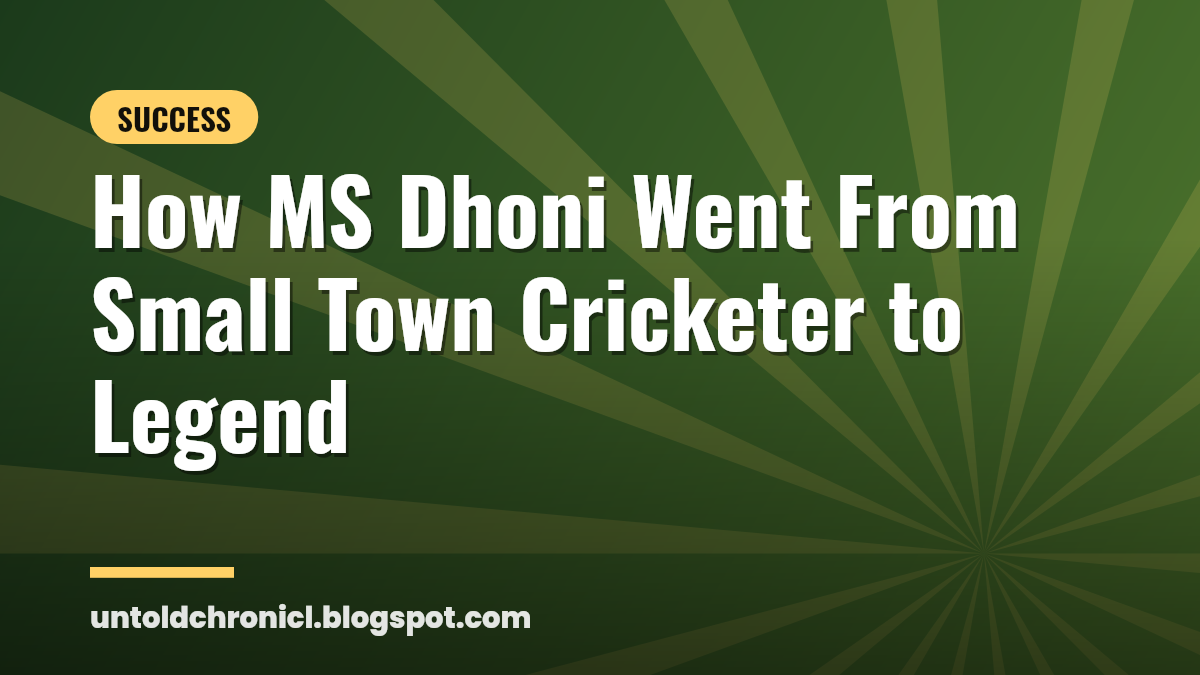 SUCCESS
How MS Dhoni Went From
Small Town Cricketer to
Legend
untoldchronicl.blogspot.com